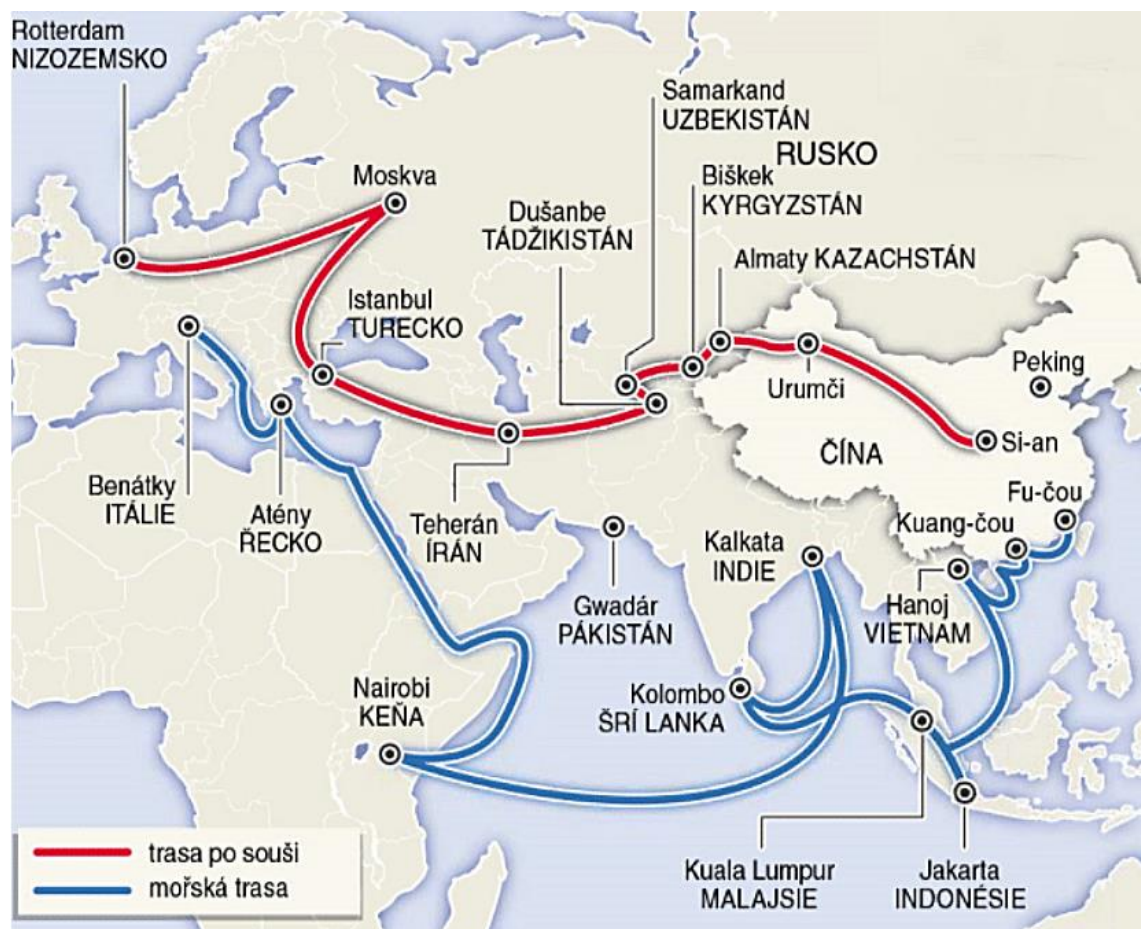 Rotterdam
NIZOZEMSKO
Samarkand
UZBEKISTÁN
RUSKO
Moskva
Biškek
KYRGYZSTÁN
Dušanbe
TÁDŽIKISTÁN
Almaty KAZACHSTÁN
Istanbul
TURECKO
Peking
Urumči
Si-an
ČÍNA
Benátky
ITÁLIE
Atény
ŘECKO
Teherán
ÍRÁN
Fu-čou
Kuang-čou
Kalkata
INDIE
Gwadár
PÁKISTÁN
Hanoj
VIETNAM
Nairobi
KEŇA
Kolombo
ŠRÍ LANKA
trasa po souši
mořská trasa
Kuala Lumpur
MALAJSIE
Jakarta
INDONÉSIE